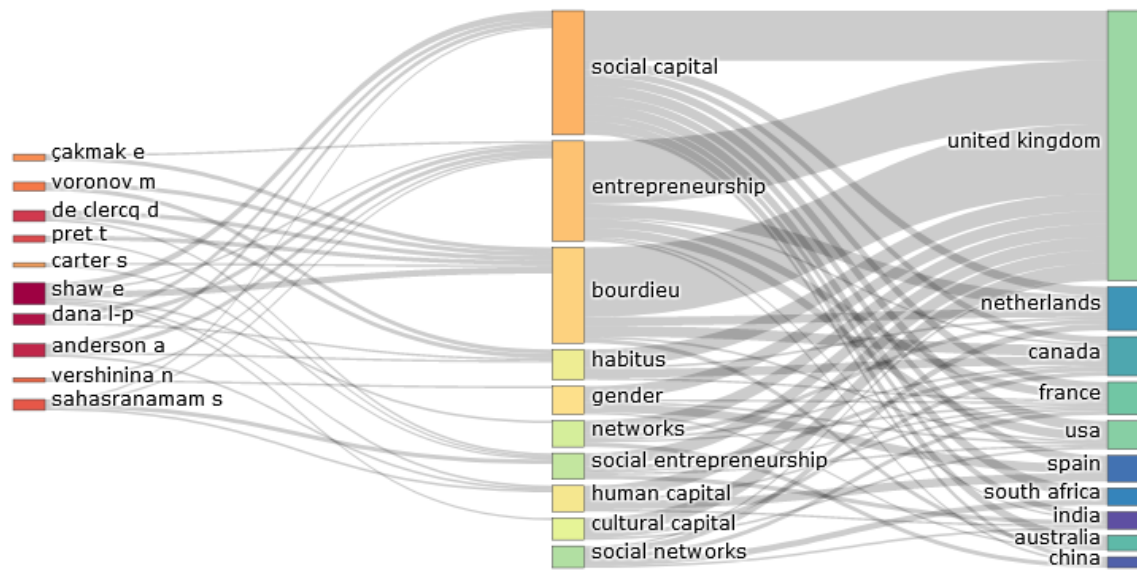 çakmak e
voronov m
de clercq d
pret t
carter s
shaw e
dana l-p
anderson a
vershinina n
sahasranamam s
social capital
entrepreneurship
bourdieu
habitus
gender
networks
social entrepreneurship
human capital
cultural capital
social networks
united kingdom
netherlands
canada
france
usa
spain
south africa
india
australia
china